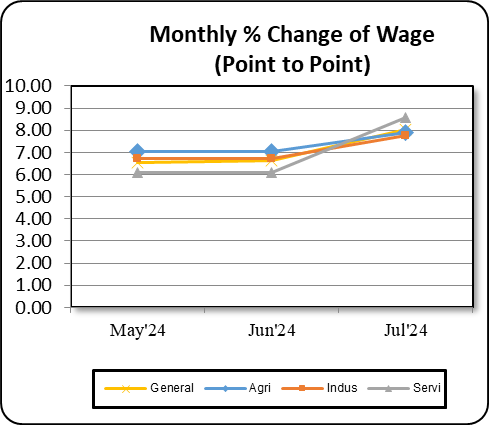 Monthly % Change of Wage
(Point to Point)
10.00
9.00
8.00
7.00
6.00
5.00
4.00
3.00
2.00
1.00
0.00
May'24 Jun'24 Jul'24
General Agri Indus Servi